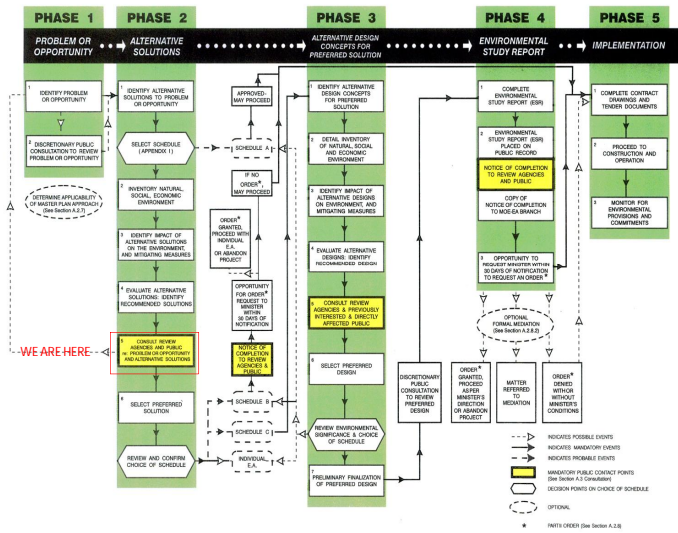 PHASE 1
PHASE 2
PHASE 3
PHASE 4
PHASE 5
PROBLEM OR
OPPORTUNITY
ALTERNATIVE
SOLUTIONS
ALTERNATIVE DESIGN
CONCEPTS FOR
PREFERRED SOLUTION
ENVIRONMENTAL
STUDY REPORT
IMPLEMENTATION
1
IDENTIFY PROBLEM
OR OPPORTUNITY
2
DISCRETIONARY PUBLIC
CONSULTATION TO REVIEW
PROBLEM OR OPPORTUNITY
DETERMINE APPLICABILITY
OF MASTER PLAN APPROACH
(See Section A.2.7)
WE ARE HERE
1
IDENTIFY ALTERNATIVE
SOLUTIONS TO PROBLEM
OR OPPORTUNITY
SELECT SCHEDULE
(APPENDIX I)
2
INVENTORY NATURAL,
SOCIAL, ECONOMIC
ENVIRONMENT
3
IDENTIFY IMPACT OF
ALTERNATIVE SOLUTIONS
ON THE ENVIRONMENT,
AND MITIGATING MEASURES
4
EVALUATE ALTERNATIVE
SOLUTIONS: IDENTIFY
RECOMMENDED SOLUTIONS
5
CONSULT REVIEW
AGENCIES AND PUBLIC
re: PROBLEM OR OPPORTUNITY
AND ALTERNATIVE SOLUTIONS
6
SELECT PREFERRED
SOLUTION
REVIEW AND CONFIRM
CHOICE OF SCHEDULE
APPROVED-
MAY PROCEED
SCHEDULE A
IF NO
ORDER*,
MAY PROCEED
ORDER*
GRANTED,
PROCEED WITH
INDIVIDUAL
E.A.
OR ABANDON
PROJECT
OPPORTUNITY
FOR ORDER*
REQUEST TO
MINISTER
WITHIN
30 DAYS OF
NOTIFICATION
NOTICE OF
COMPLETION
TO REVIEW
AGENCIES &
PUBLIC
SCHEDULE B
SCHEDULE C
INDIVIDUAL
E.A.
1
IDENTIFY ALTERNATIVE
DESIGN CONCEPTS
FOR PREFERRED
SOLUTION
2
DETAIL INVENTORY
OF NATURAL, SOCIAL
AND ECONOMIC
ENVIRONMENT
3
IDENTIFY IMPACT OF
ALTERNATIVE DESIGNS
ON ENVIRONMENT, AND
MITIGATING MEASURES
4
EVALUATE ALTERNATIVE
DESIGNS: IDENTIFY
RECOMMENDED DESIGN
5
CONSULT REVIEW
AGENCIES & PREVIOUSLY
INTERESTED & DIRECTLY
AFFECTED PUBLIC
6
SELECT PREFERRED
DESIGN
REVIEW ENVIRONMENTAL
SIGNIFICANCE & CHOICE
OF SCHEDULE
7
PRELIMINARY FINALIZATION
OF PREFERRED DESIGN
DISCRETIONARY
PUBLIC
CONSULTATION
TO REVIEW
PREFERRED
DESIGN
1
COMPLETE
ENVIRONMENTAL
STUDY REPORT (ESR)
2
ENVIRONMENTAL
STUDY REPORT (ESR)
PLACED ON
PUBLIC RECORD
NOTICE OF COMPLETION
TO REVIEW AGENCIES
AND PUBLIC
COPY OF
NOTICE OF COMPLETION
TO MOE-EA BRANCH
3
OPPORTUNITY TO
REQUEST MINISTER WITHIN
30 DAYS OF NOTIFICATION
TO REQUEST AN ORDER*
OPTIONAL
FORMAL MEDIATION
(See Section A.2.8.2)
ORDER*
GRANTED,
PROCEED
AS PER
MINISTER'S
DIRECTION
OR ABANDON
PROJECT
MATTER
REFERRED
TO
MEDIATION
ORDER*
DENIED WITH
OR WITHOUT
MINISTER'S
CONDITIONS
1
COMPLETE CONTRACT
DRAWINGS AND
TENDER DOCUMENTS
2
PROCEED TO
CONSTRUCTION AND
OPERATION
3
MONITOR FOR
ENVIRONMENTAL
PROVISIONS AND
COMMITMENTS
INDICATES POSSIBLE EVENTS
INDICATES MANDATORY EVENTS
INDICATES PROBABLE EVENTS
MANDATORY PUBLIC CONTACT POINTS
(See Section A.3 Consultation)
DECISION POINTS ON CHOICE OF SCHEDULE
OPTIONAL
* PART II ORDER (See Section A.2.8)